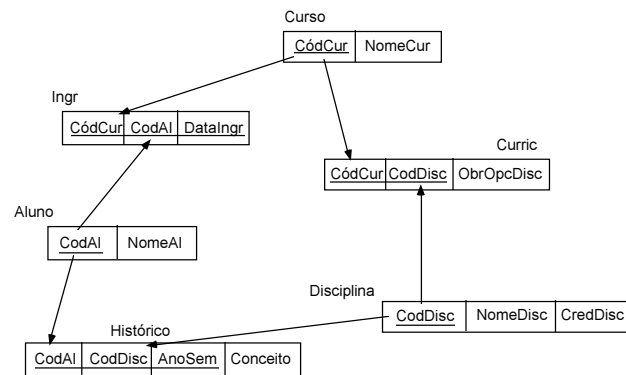 Curso
CódCur NomeCur
Ingr
CódCur CodAl DataIngr
Curric
CódCur CodDisc ObrOpcDisc
Aluno
CodAl NomeAl
Disciplina
CodDisc NomeDisc CredDisc
Histórico
CodAl CodDisc AnoSem Conceito